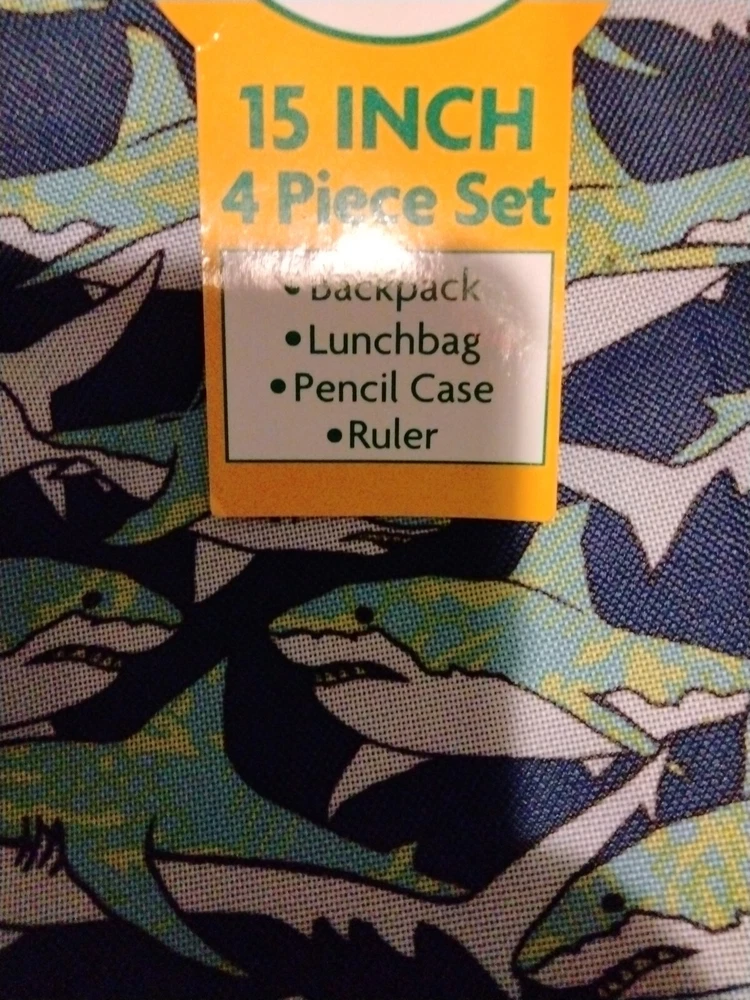 15 INCH
4 Piece Set
• Backpack
• Lunchbag
• Pencil Case
• Ruler